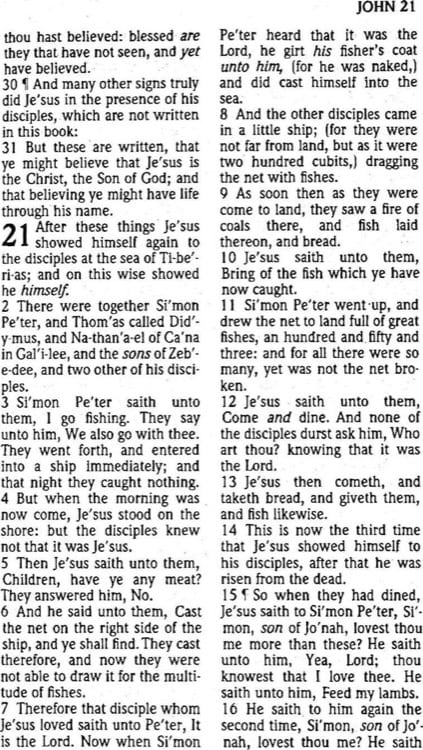 JOHN 21
thou hast believed: blessed are
they that have not seen, and yet
have believed.
30 ¶ And many other signs truly
did Je'sus in the presence of his
disciples, which are not written
in this book:
31 But these are written, that
ye might believe that Je'sus is
the Christ, the Son of God; and
that believing ye might have life
through his name.
21 After these things Je'sus
showed himself again to
the disciples at the sea of Ti-be'-
ri-as; and on this wise showed
he himself.
2 There were together Si'mon
Pe'ter, and Thom'as called Did'-
y-mus, and Na-than'a-el of Ca'na
in Gal'i-lee, and the sons of Zeb'-
e-dee, and two other of his disci-
ples.
3 Si'mon Pe'ter saith unto
them, I go fishing. They say
unto him, We also go with thee.
They went forth, and entered
into a ship immediately; and
that night they caught nothing.
4 But when the morning was
now come, Je'sus stood on the
shore: but the disciples knew
not that it was Je'sus.
5 Then Je'sus saith unto them,
Children, have ye any meat?
They answered him, No.
6 And he said unto them, Cast
the net on the right side of the
ship, and ye shall find. They cast
therefore, and now they were
not able to draw it for the multi-
tude of fishes.
7 Therefore that disciple whom
Je'sus loved saith unto Pe'ter, It
is the Lord. Now when Si'mon
Pe'ter heard that it was the
Lord, he girt his fisher's coat
unto him, (for he was naked,)
and did cast himself into the
sea.
8 And the other disciples came
in a little ship; (for they were
not far from land, but as it were
two hundred cubits,) dragging
the net with fishes.
9 As soon then as they were
come to land, they saw a fire of
coals there, and fish laid
thereon, and bread.
10 Je'sus saith unto them,
Bring of the fish which ye have
now caught.
11 Si'mon Pe'ter went up, and
drew the net to land full of great
fishes, an hundred and fifty and
three: and for all there were so
many, yet was not the net bro-
ken.
12 Je'sus saith unto them,
Come and dine. And none of
the disciples durst ask him, Who
art thou? knowing that it was
the Lord.
13 Je'sus then cometh, and
taketh bread, and giveth them,
and fish likewise.
14 This is now the third time
that Je'sus showed himself to
his disciples, after that he was
risen from the dead.
15 ¶ So when they had dined,
Je'sus saith to Si'mon Pe'ter, Si'-
mon, son of Jo'nah, lovest thou
me more than these? He saith
unto him, Yea, Lord; thou
knowest that I love thee. He
saith unto him, Feed my lambs.
16 He saith to him again the
second time, Si'mon, son of Jo'-
nah, lovest thou me? He saith